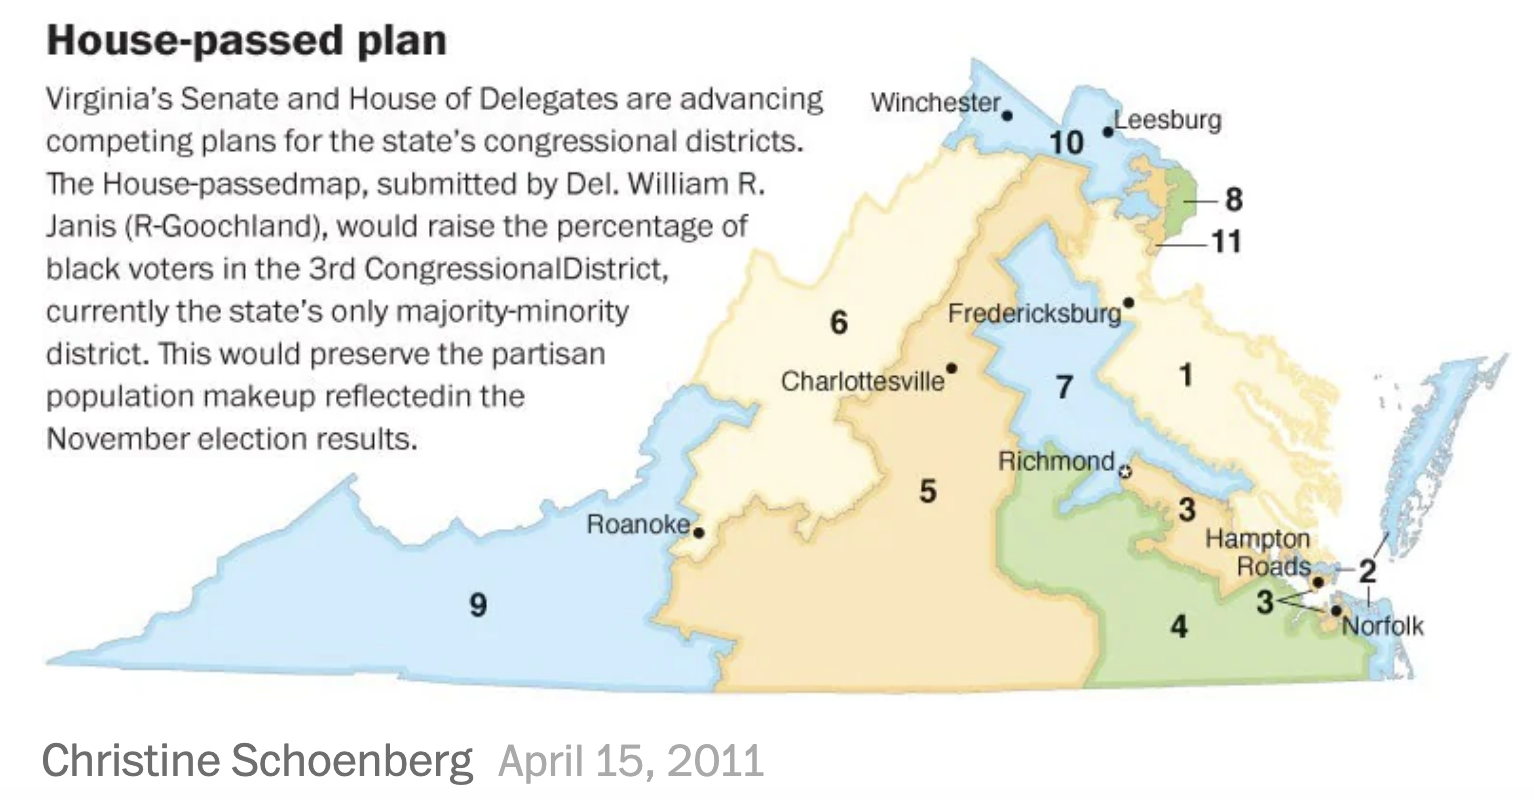 House-passed plan
Virginia's Senate and House of Delegates are advancing
competing plans for the state's congressional districts.
The House-passedmap, submitted by Del. William R.
Janis (R-Goochland), would raise the percentage of
black voters in the 3rd CongressionalDistrict,
currently the state's only majority-minority
district. This would preserve the partisan
population makeup reflectedin the
November election results.
Winchester
Leesburg
10
8
11
6
Fredericksburg
Charlottesville
7
1
Richmond
5
3
Roanoke
Hampton
Roads
2
3
9
4
Norfolk
Christine Schoenberg April 15, 2011